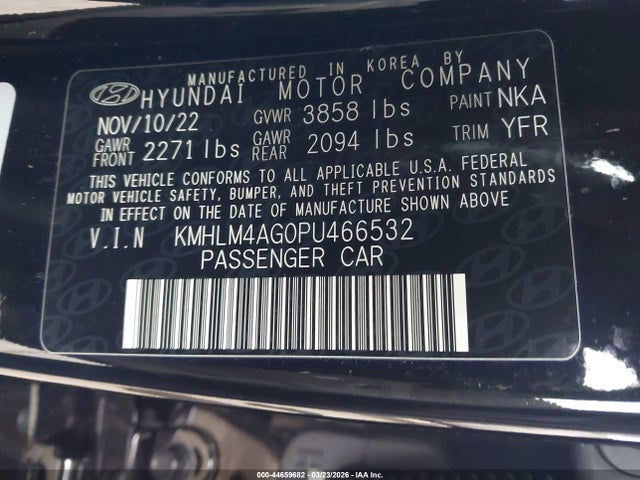 MANUFACTURED IN KOREA BY
HYUNDAI MOTOR COMPANY
NOV/10/22 GVWR 3858 lbs PAINT NKA
GAWR FRONT 2271 lbs GAWR REAR 2094 lbs TRIM YFR
THIS VEHICLE CONFORMS TO ALL APPLICABLE U.S.A. FEDERAL
MOTOR VEHICLE SAFETY, BUMPER, AND THEFT PREVENTION STANDARDS
IN EFFECT ON THE DATE OF MANUFACTURE SHOWN ABOVE
V.I.N KMHLM4AG0PU466532
PASSENGER CAR
000-44659682 - 03/23/2026 - IAA Inc.